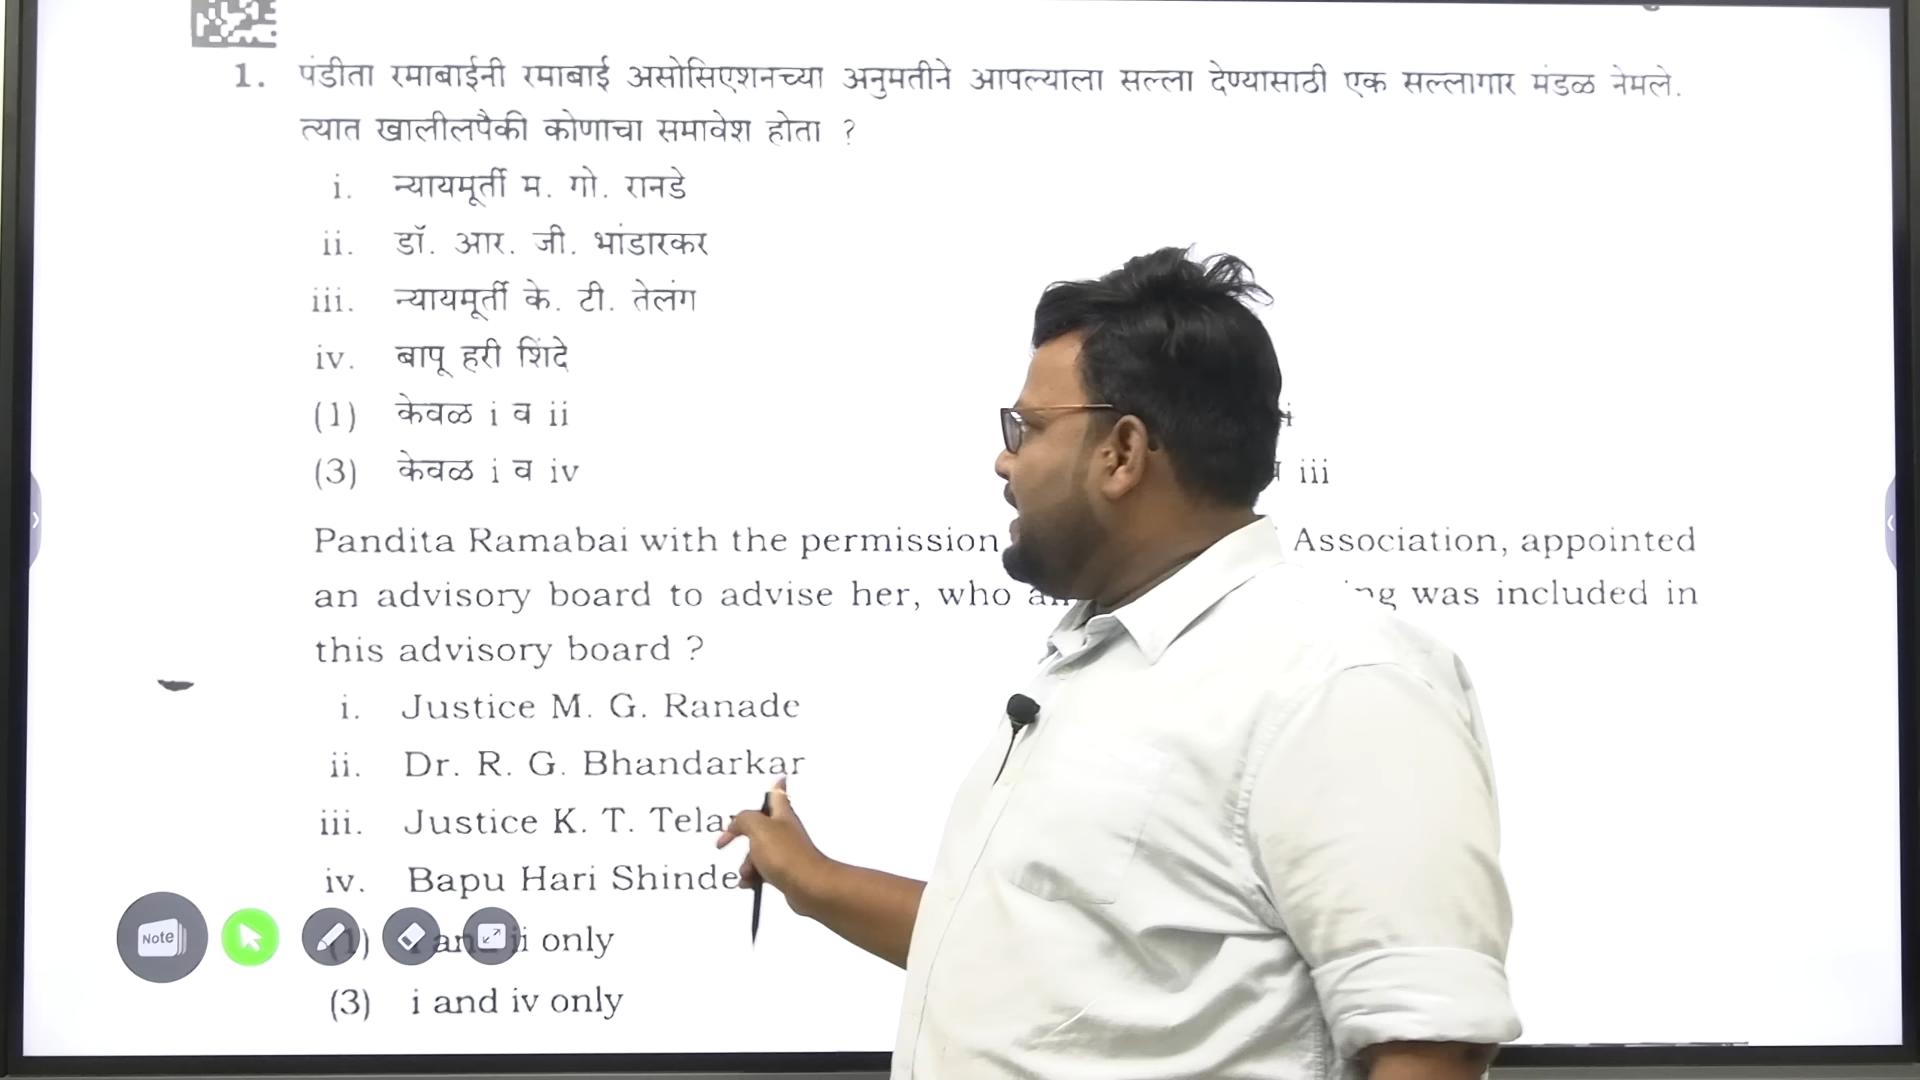 1. पंडीता रमाबाईनी रमाबाई असोसिएशनच्या अनुमतीने आपल्याला सल्ला देण्यासाठी एक सल्लागार मंडळ नेमले.
त्यात खालीलपैकी कोणाचा समावेश होता ?
i. न्यायमूर्ती म. गो. रानडे
ii. डॉ. आर. जी. भांडारकर
iii. न्यायमूर्ती के. टी. तेलंग
iv. बापू हरी शिंदे
(1) केवळ i व ii
(3) केवळ i व iv iii
Pandita Ramabai with the permission Association, appointed
an advisory board to advise her, who was included in
this advisory board ?
i. Justice M. G. Ranade
ii. Dr. R. G. Bhandarkar
iii. Justice K. T.
iv. Bapu Hari Shinde
Note only
(3) i and iv only